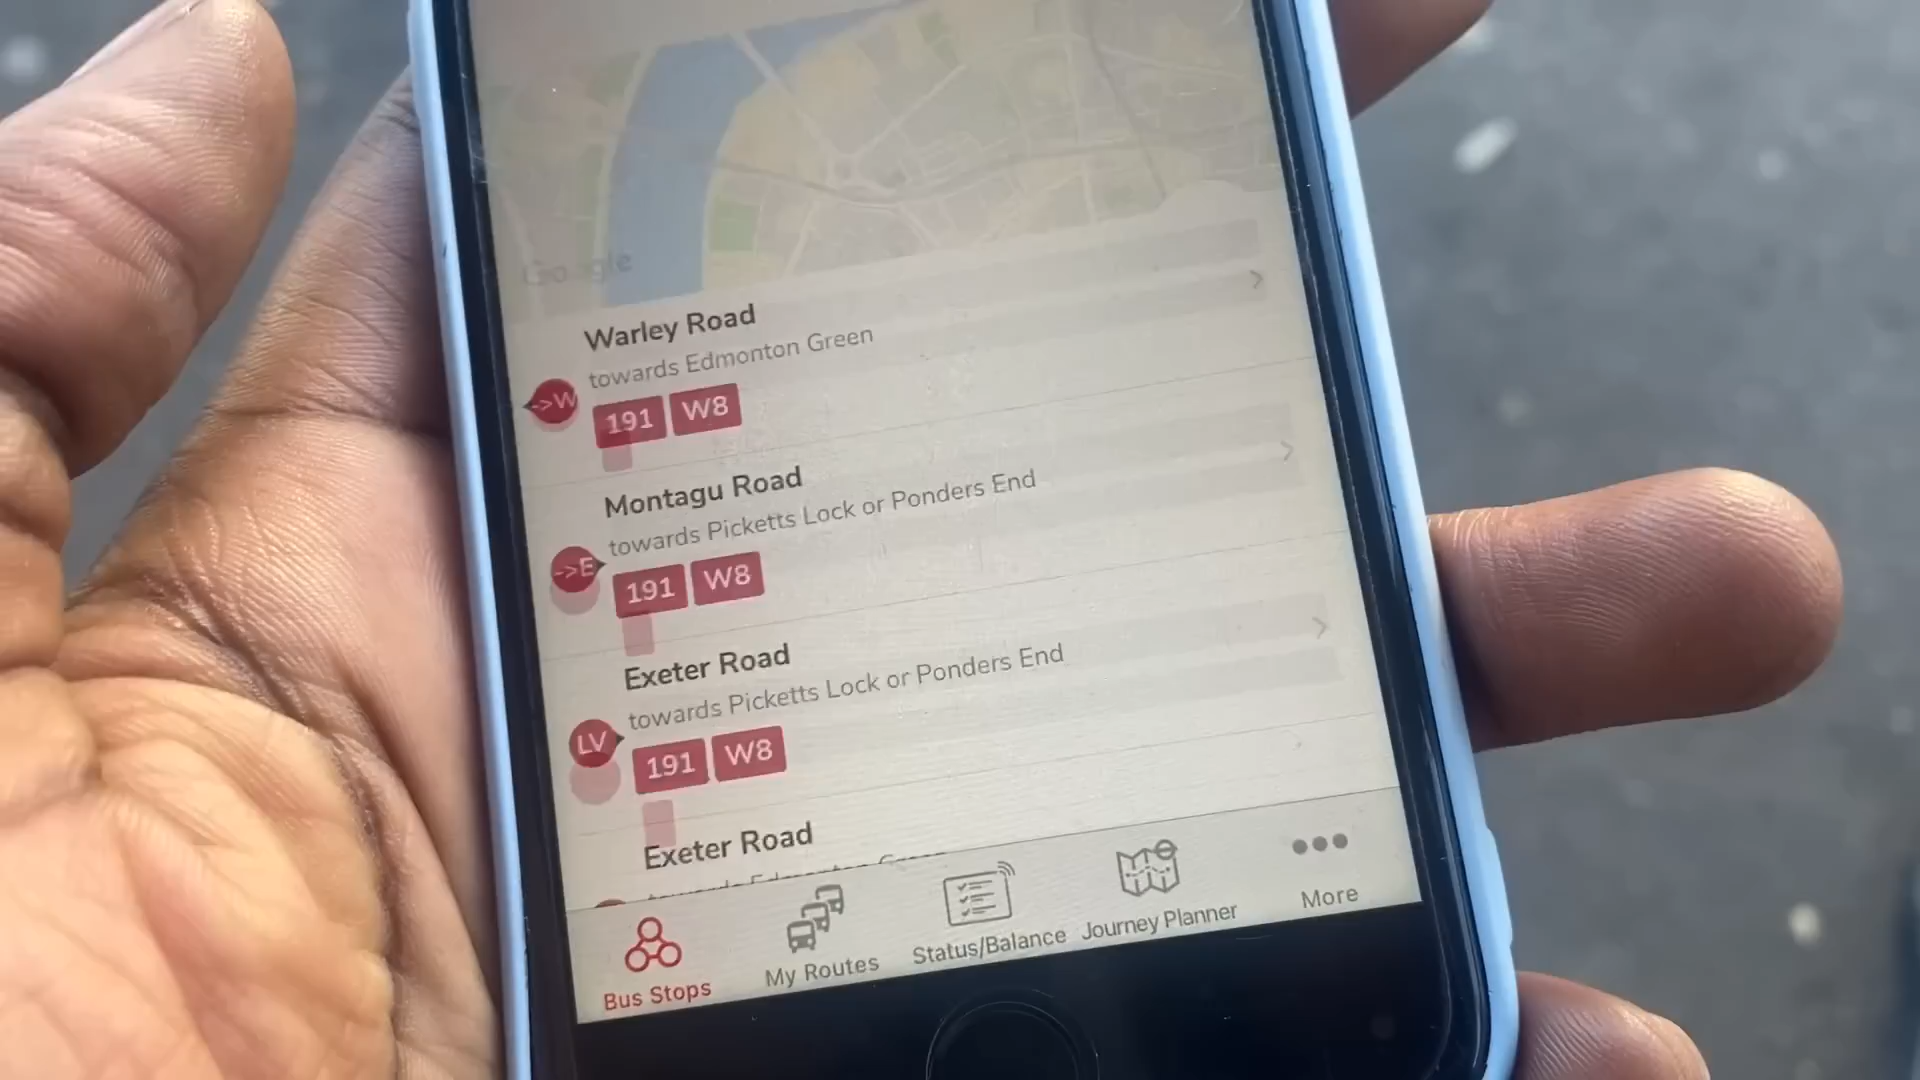 Google
Warley Road
towards Edmonton Green
->W
191 W8
Montagu Road
towards Picketts Lock or Ponders End
->E
191 W8
Exeter Road
towards Picketts Lock or Ponders End
LV
191 W8
Exeter Road
Bus Stops
My Routes
Status/Balance
Journey Planner
More